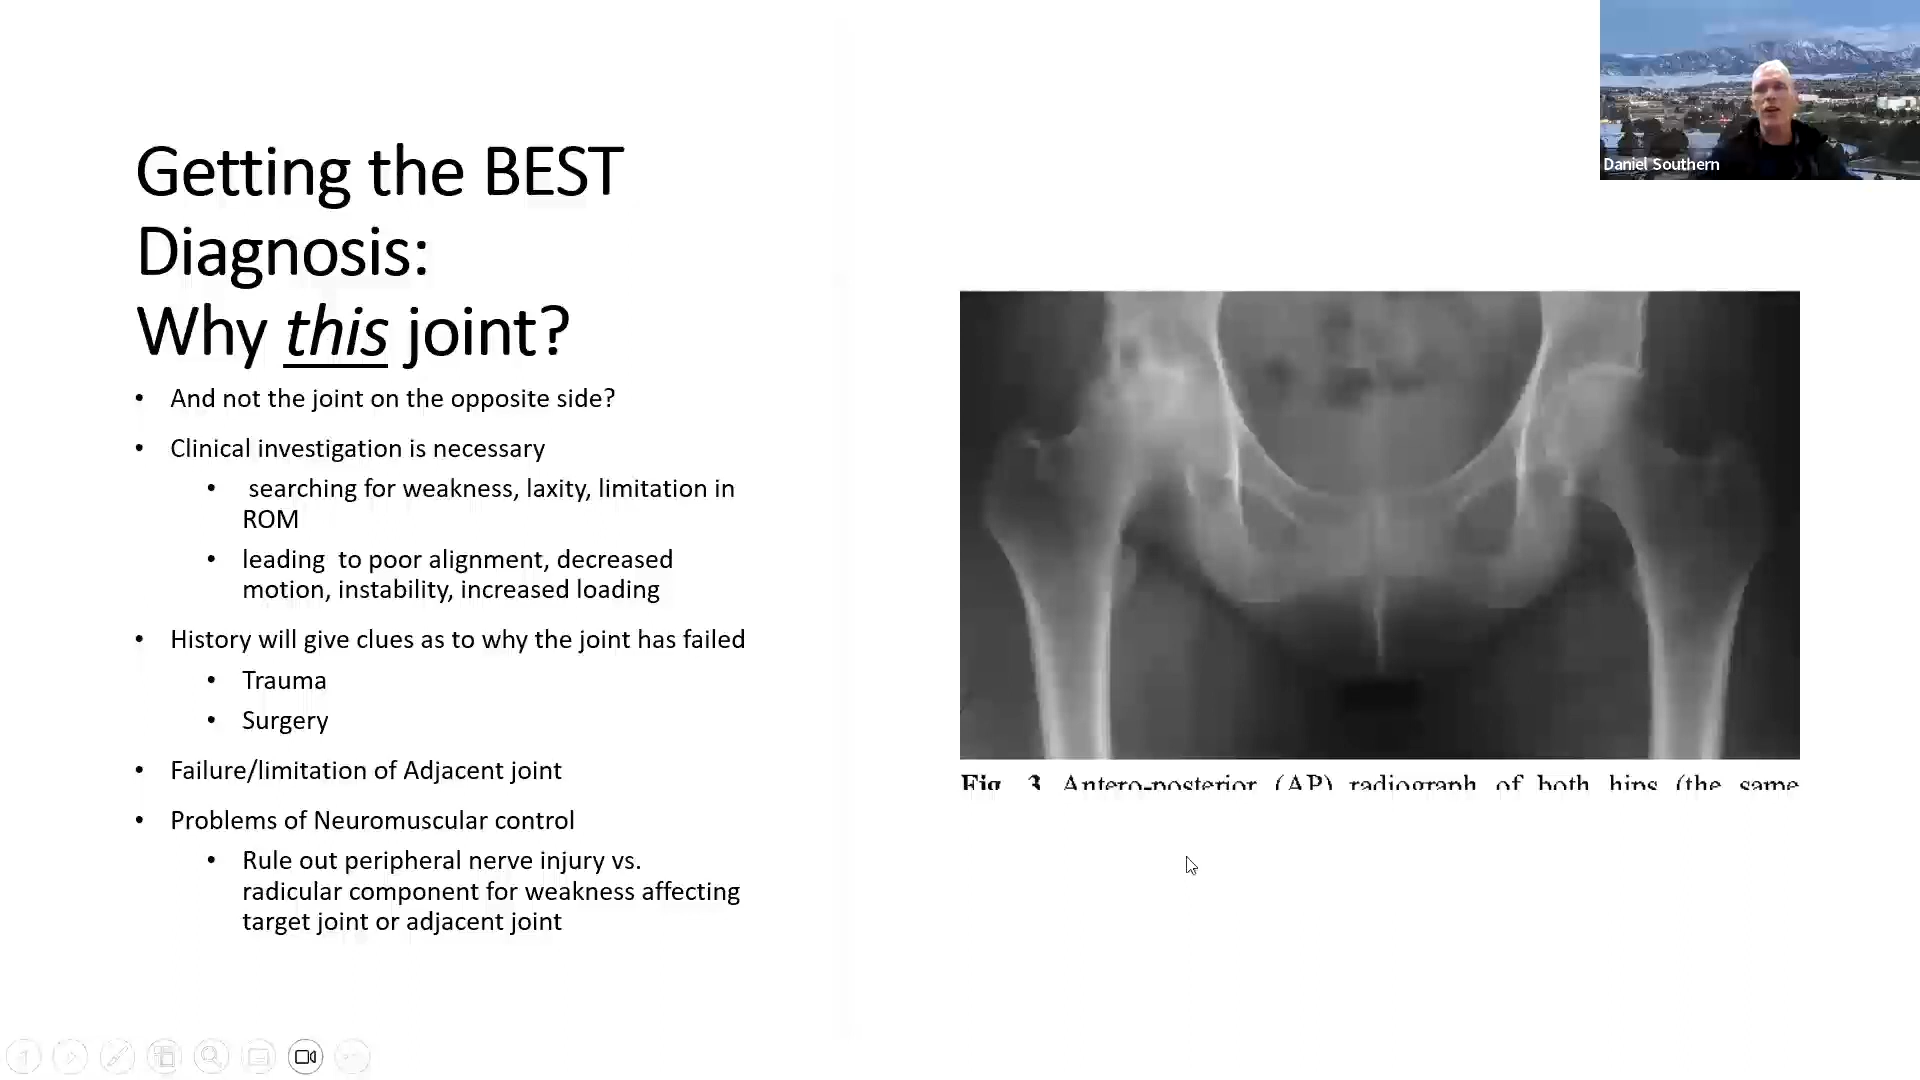 Getting the BEST
Diagnosis:
Why this joint?
• And not the joint on the opposite side?
• Clinical investigation is necessary
• searching for weakness, laxity, limitation in
ROM
• leading to poor alignment, decreased
motion, instability, increased loading
• History will give clues as to why the joint has failed
• Trauma
• Surgery
• Failure/limitation of Adjacent joint
• Problems of Neuromuscular control
• Rule out peripheral nerve injury vs.
radicular component for weakness affecting
target joint or adjacent joint
Daniel Southern
Fig. 3 Antero-posterior (AP) radiograph of both hips (the same